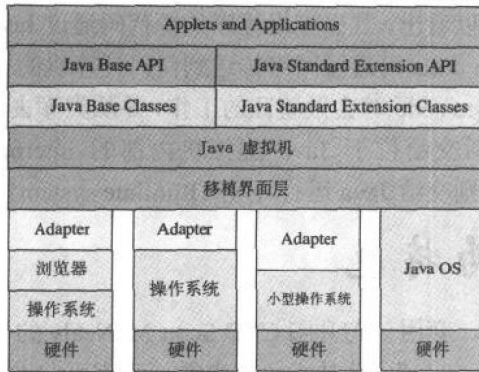 Applets and Applications
Java Base API
Java Standard Extension API
Java Base Classes
Java Standard Extension Classes
Java 虚拟机
移植界面层
Adapter
浏览器
操作系统
硬件
Adapter
操作系统
硬件
Adapter
小型操作系统
硬件
Java OS
硬件